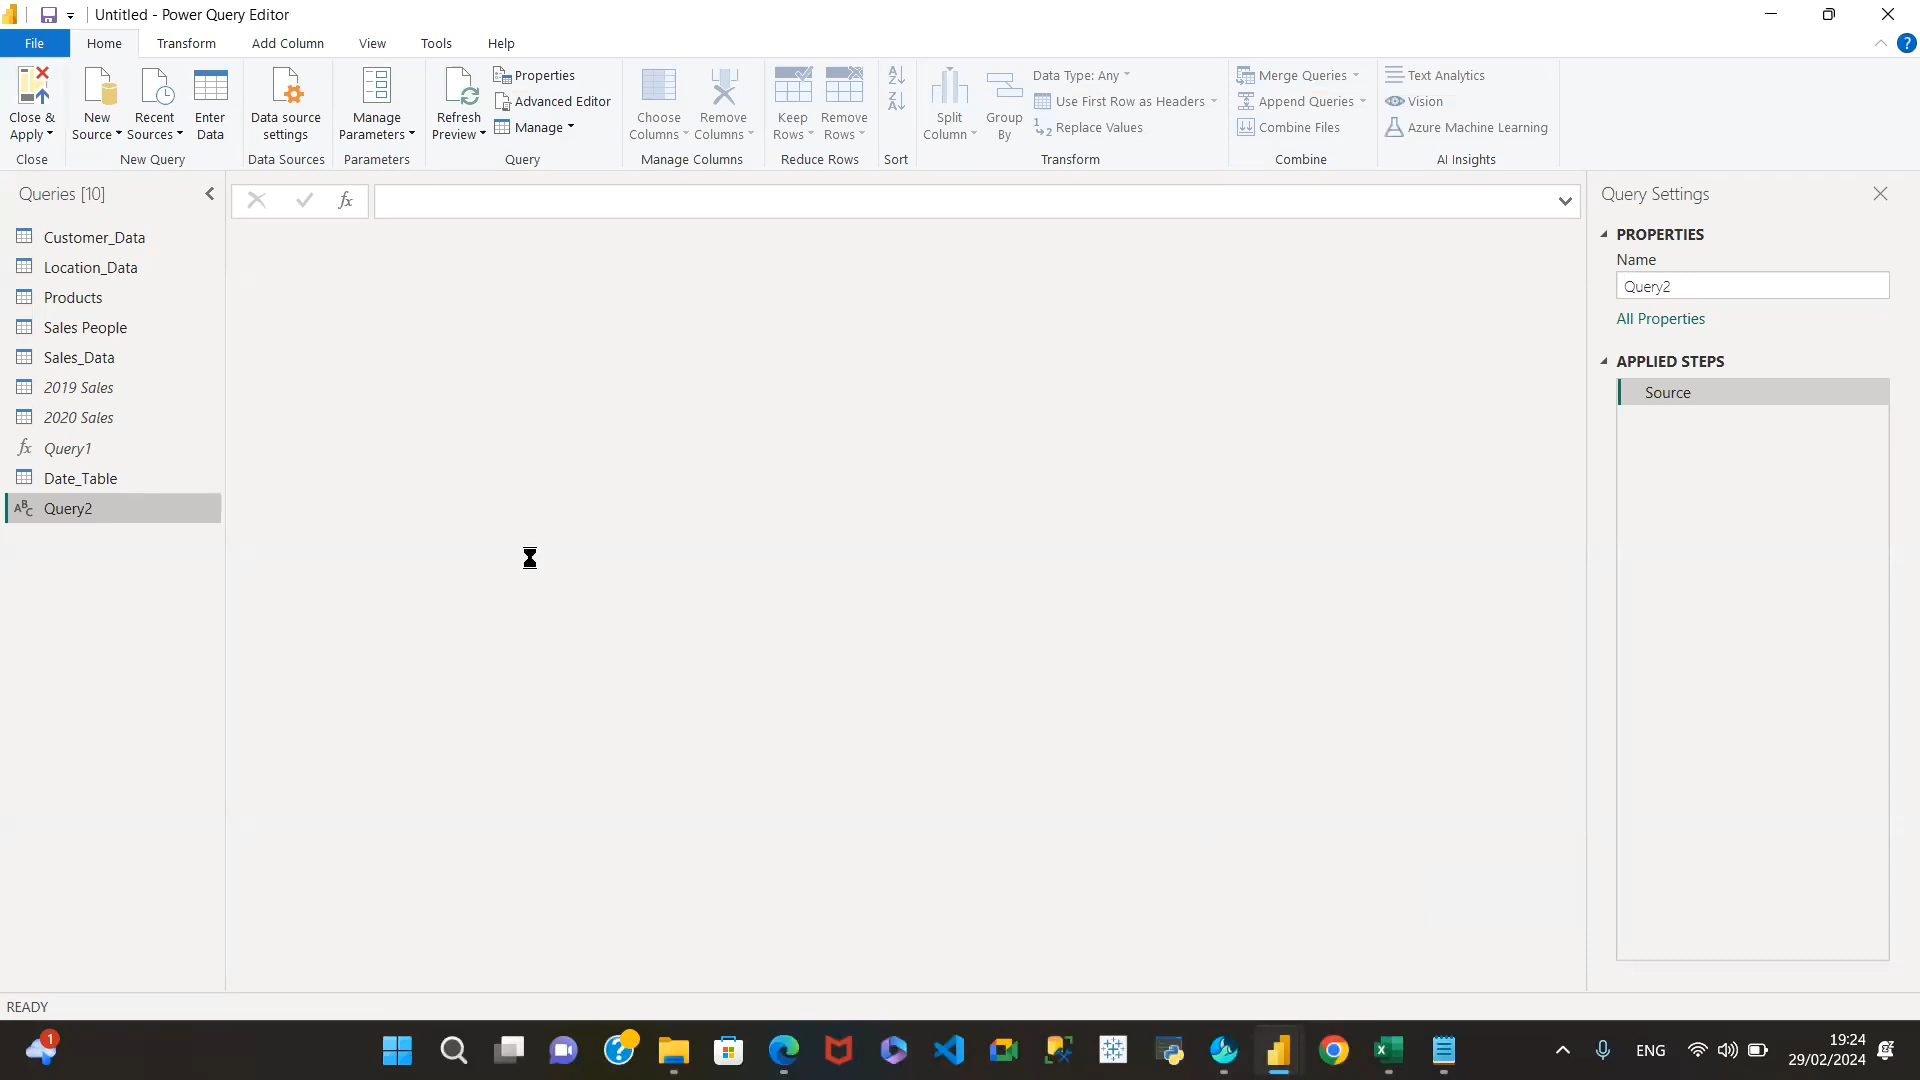 Untitled - Power Query Editor
File Home Transform Add Column View Tools Help
Close & Apply
New Source
Recent Sources
Enter Data
Data source settings
Manage Parameters
Refresh Preview
Properties
Advanced Editor
Manage
Choose Columns
Remove Columns
Keep Rows
Remove Rows
Split Column
Group By
Data Type: Any
Use First Row as Headers
Replace Values
Merge Queries
Append Queries
Combine Files
Text Analytics
Vision
Azure Machine Learning
Close New Query Data Sources Parameters Query Manage Columns Reduce Rows Sort Transform Combine AI Insights
Queries [10]
Customer_Data
Location_Data
Products
Sales People
Sales_Data
2019 Sales
2020 Sales
fx Query1
Date_Table
ABC Query2
fx
Query Settings
PROPERTIES
Name
Query2
All Properties
APPLIED STEPS
Source
READY
1
ENG
19:24
29/02/2024